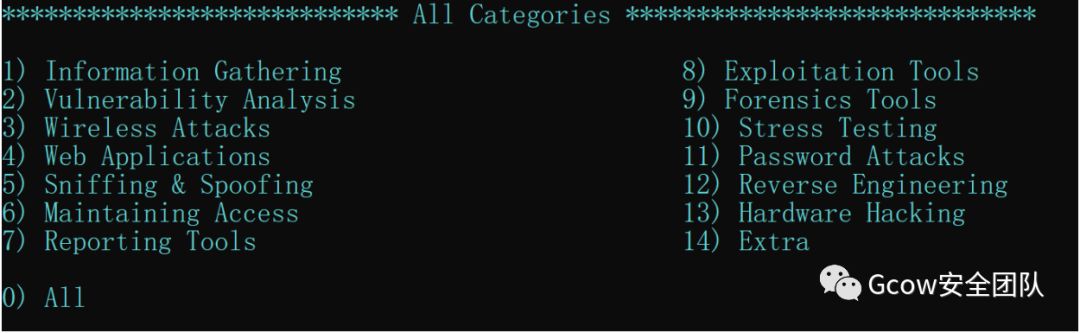 **************************** All Categories *****************************
1) Information Gathering 8) Exploitation Tools
2) Vulnerability Analysis 9) Forensics Tools
3) Wireless Attacks 10) Stress Testing
4) Web Applications 11) Password Attacks
5) Sniffing & Spoofing 12) Reverse Engineering
6) Maintaining Access 13) Hardware Hacking
7) Reporting Tools 14) Extra
0) All
Gcow安全团队